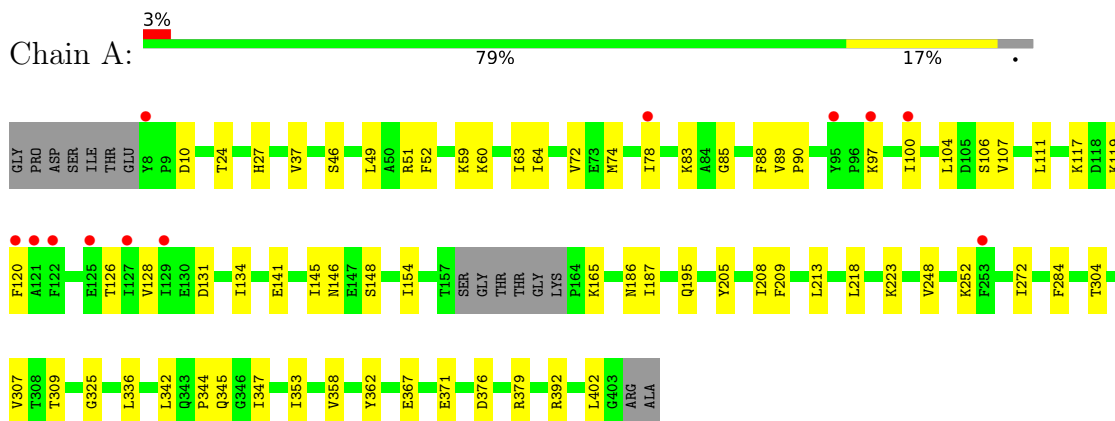 3%
Chain A:
79% 17% •
GLY PRO ASP SER ILE THR GLU Y8 P9 D10 T24 H27 V37 S46 L49 A50 R51 F52 K59 K60 I63 I64 V72 E73 M74 I78 K83 A84 G85 F88 V89 P90 Y95 P96 K97 I100 L104 D105 S106 V107 L111 K117 D118 K119
F120 A121 F122 E125 T126 I127 V128 I129 E130 D131 I134 E141 I145 N146 E147 S148 I154 T157 SER GLY THR THR GLY LYS P164 K165 N186 I187 Q195 Y205 I208 F209 L213 L218 K223 V248 K252 F253 I272 F284 T304
V307 T308 T309 G325 L336 L342 Q343 P344 Q345 G346 I347 I353 V358 Y362 E367 E371 D376 R379 R392 L402 G403 ARG ALA